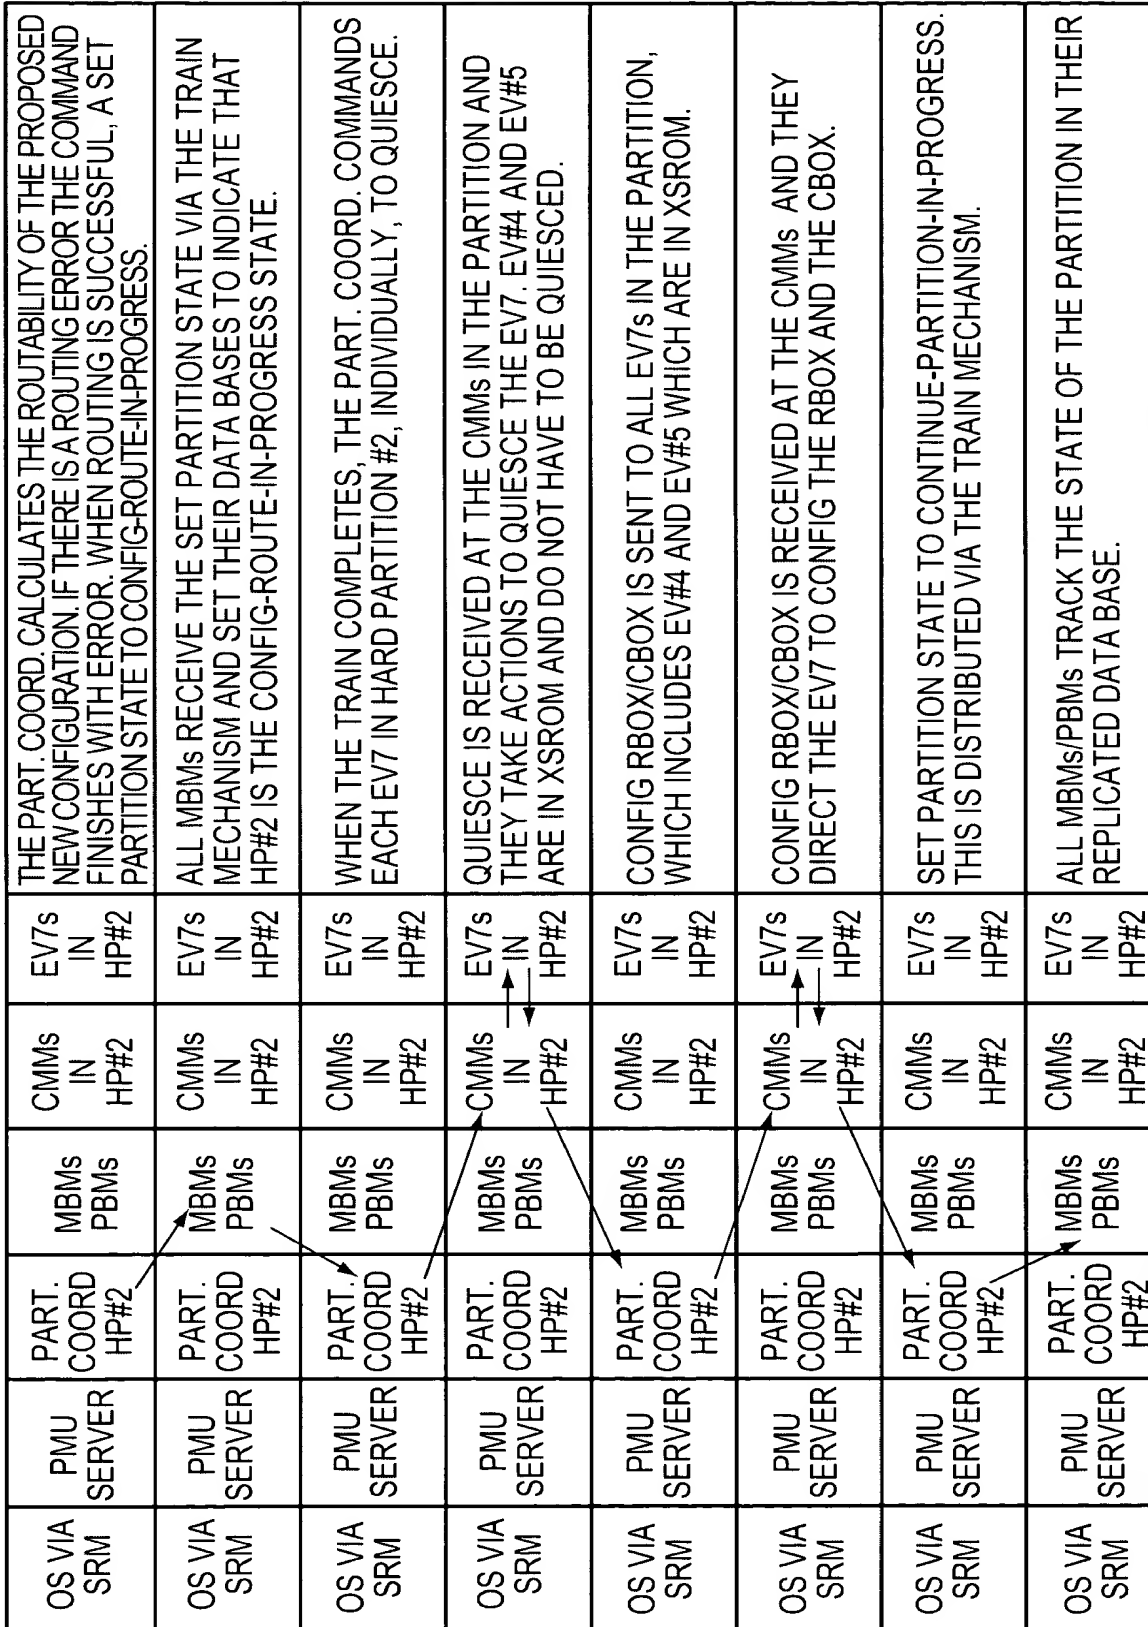 OS VIA
SRM
PMU
SERVER
PART.
COORD
HP#2
MBMs
PBMs
CMMs
IN
HP#2
EV7s
IN
HP#2
THE PART. COORD. CALCULATES THE ROUTABILITY OF THE PROPOSED
NEW CONFIGURATION. IF THERE IS A ROUTING ERROR THE COMMAND
FINISHES WITH ERROR. WHEN ROUTING IS SUCCESSFUL, A SET
PARTITION STATE TO CONFIG-ROUTE-IN-PROGRESS.
OS VIA
SRM
PMU
SERVER
PART.
COORD
HP#2
MBMs
PBMs
CMMs
IN
HP#2
EV7s
IN
HP#2
ALL MBMs RECEIVE THE SET PARTITION STATE VIA THE TRAIN
MECHANISM AND SET THEIR DATA BASES TO INDICATE THAT
HP#2 IS THE CONFIG-ROUTE-IN-PROGRESS STATE.
OS VIA
SRM
PMU
SERVER
PART.
COORD
HP#2
MBMs
PBMs
CMMs
IN
HP#2
EV7s
IN
HP#2
WHEN THE TRAIN COMPLETES, THE PART. COORD. COMMANDS
EACH EV7 IN HARD PARTITION #2, INDIVIDUALLY, TO QUIESCE.
OS VIA
SRM
PMU
SERVER
PART.
COORD
HP#2
MBMs
PBMs
CMMs
IN
HP#2
EV7s
IN
HP#2
QUIESCE IS RECEIVED AT THE CMMs IN THE PARTITION AND
THEY TAKE ACTIONS TO QUIESCE THE EV7. EV#4 AND EV#5
ARE IN XSROM AND DO NOT HAVE TO BE QUIESCED.
OS VIA
SRM
PMU
SERVER
PART.
COORD
HP#2
MBMs
PBMs
CMMs
IN
HP#2
EV7s
IN
HP#2
CONFIG RBOX/CBOX IS SENT TO ALL EV7s IN THE PARTITION,
WHICH INCLUDES EV#4 AND EV#5 WHICH ARE IN XSROM.
OS VIA
SRM
PMU
SERVER
PART.
COORD
HP#2
MBMs
PBMs
CMMs
IN
HP#2
EV7s
IN
HP#2
CONFIG RBOX/CBOX IS RECEIVED AT THE CMMs AND THEY
DIRECT THE EV7 TO CONFIG THE RBOX AND THE CBOX.
OS VIA
SRM
PMU
SERVER
PART.
COORD
HP#2
MBMs
PBMs
CMMs
IN
HP#2
EV7s
IN
HP#2
SET PARTITION STATE TO CONTINUE-PARTITION-IN-PROGRESS.
THIS IS DISTRIBUTED VIA THE TRAIN MECHANISM.
OS VIA
SRM
PMU
SERVER
PART.
COORD
HP#2
MBMs
PBMs
CMMs
IN
HP#2
EV7s
IN
HP#2
ALL MBMs/PBMs TRACK THE STATE OF THE PARTITION IN THEIR
REPLICATED DATA BASE.